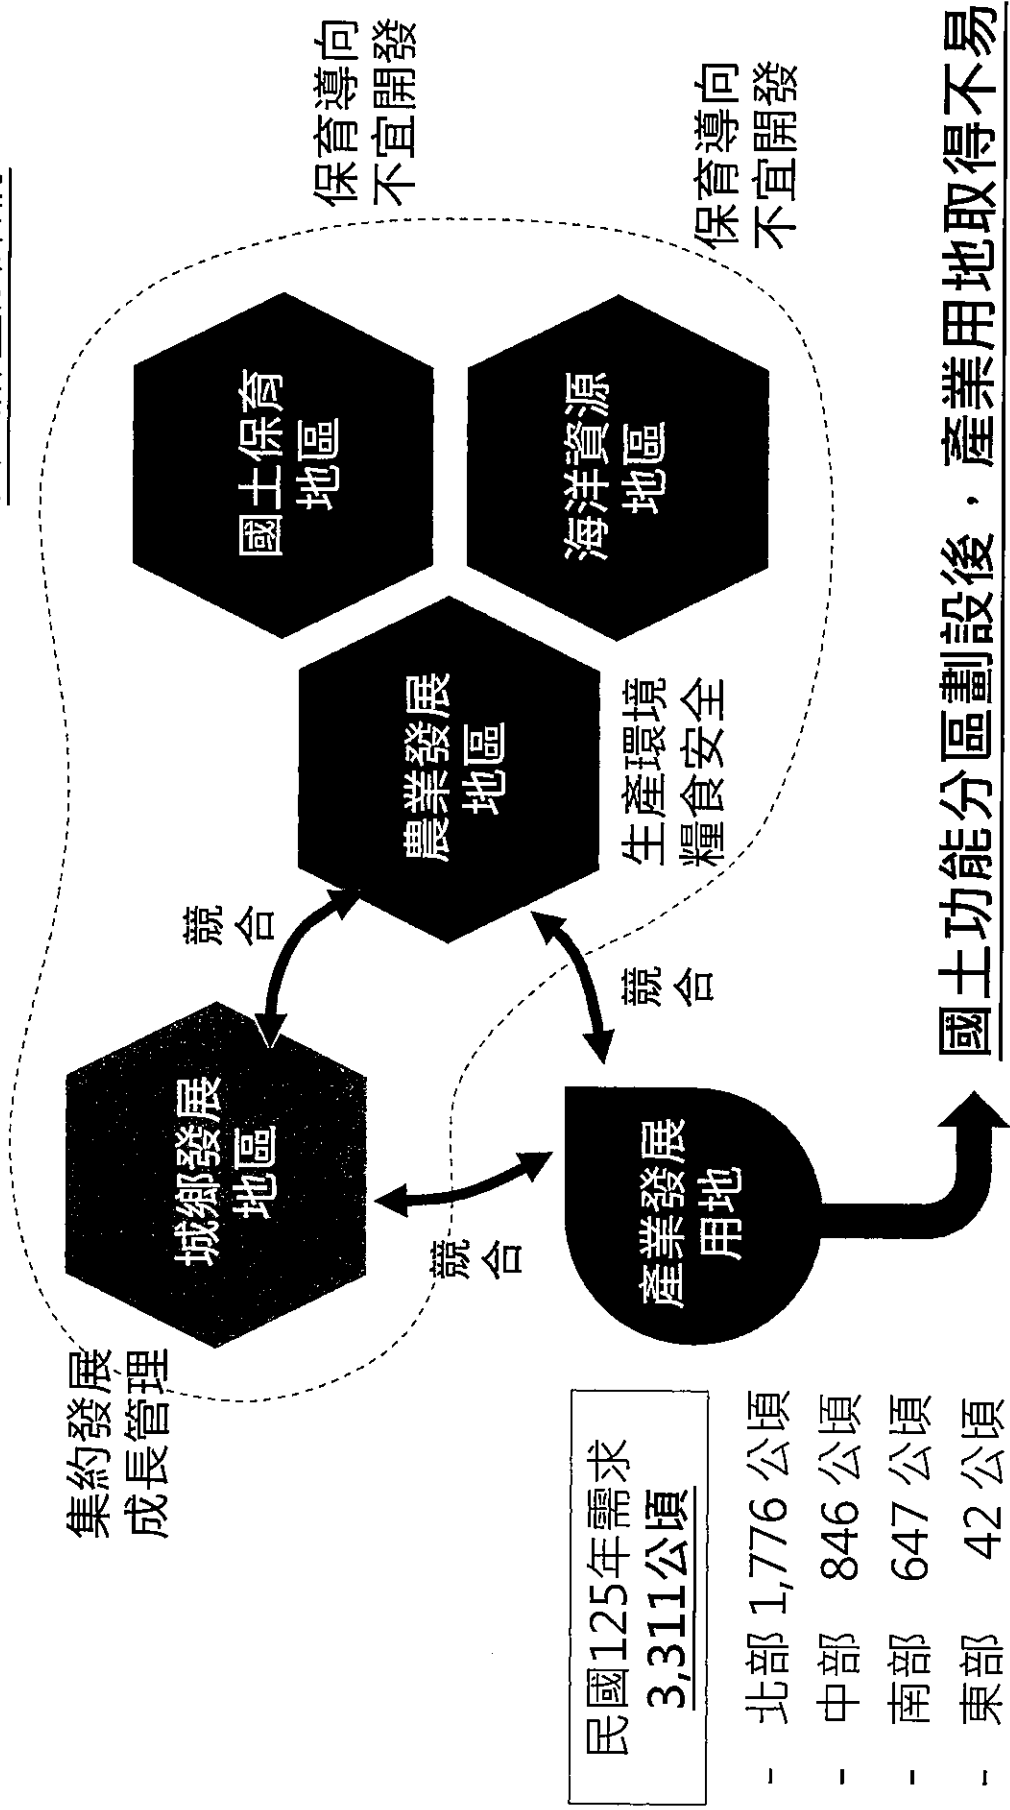 集約發展
成長管理
城鄉發展
地區
競
合
農業發展
地區
生產環境
糧食安全
國土保育
地區
保育導向
不宜開發
海洋資源
地區
保育導向
不宜開發
競
合
競
合
產業發展
用地
民國125年需求
3,311公頃
- 北部 1,776 公頃
- 中部 846 公頃
- 南部 647 公頃
- 東部 42 公頃
國土功能分區劃設後，產業用地取得不易